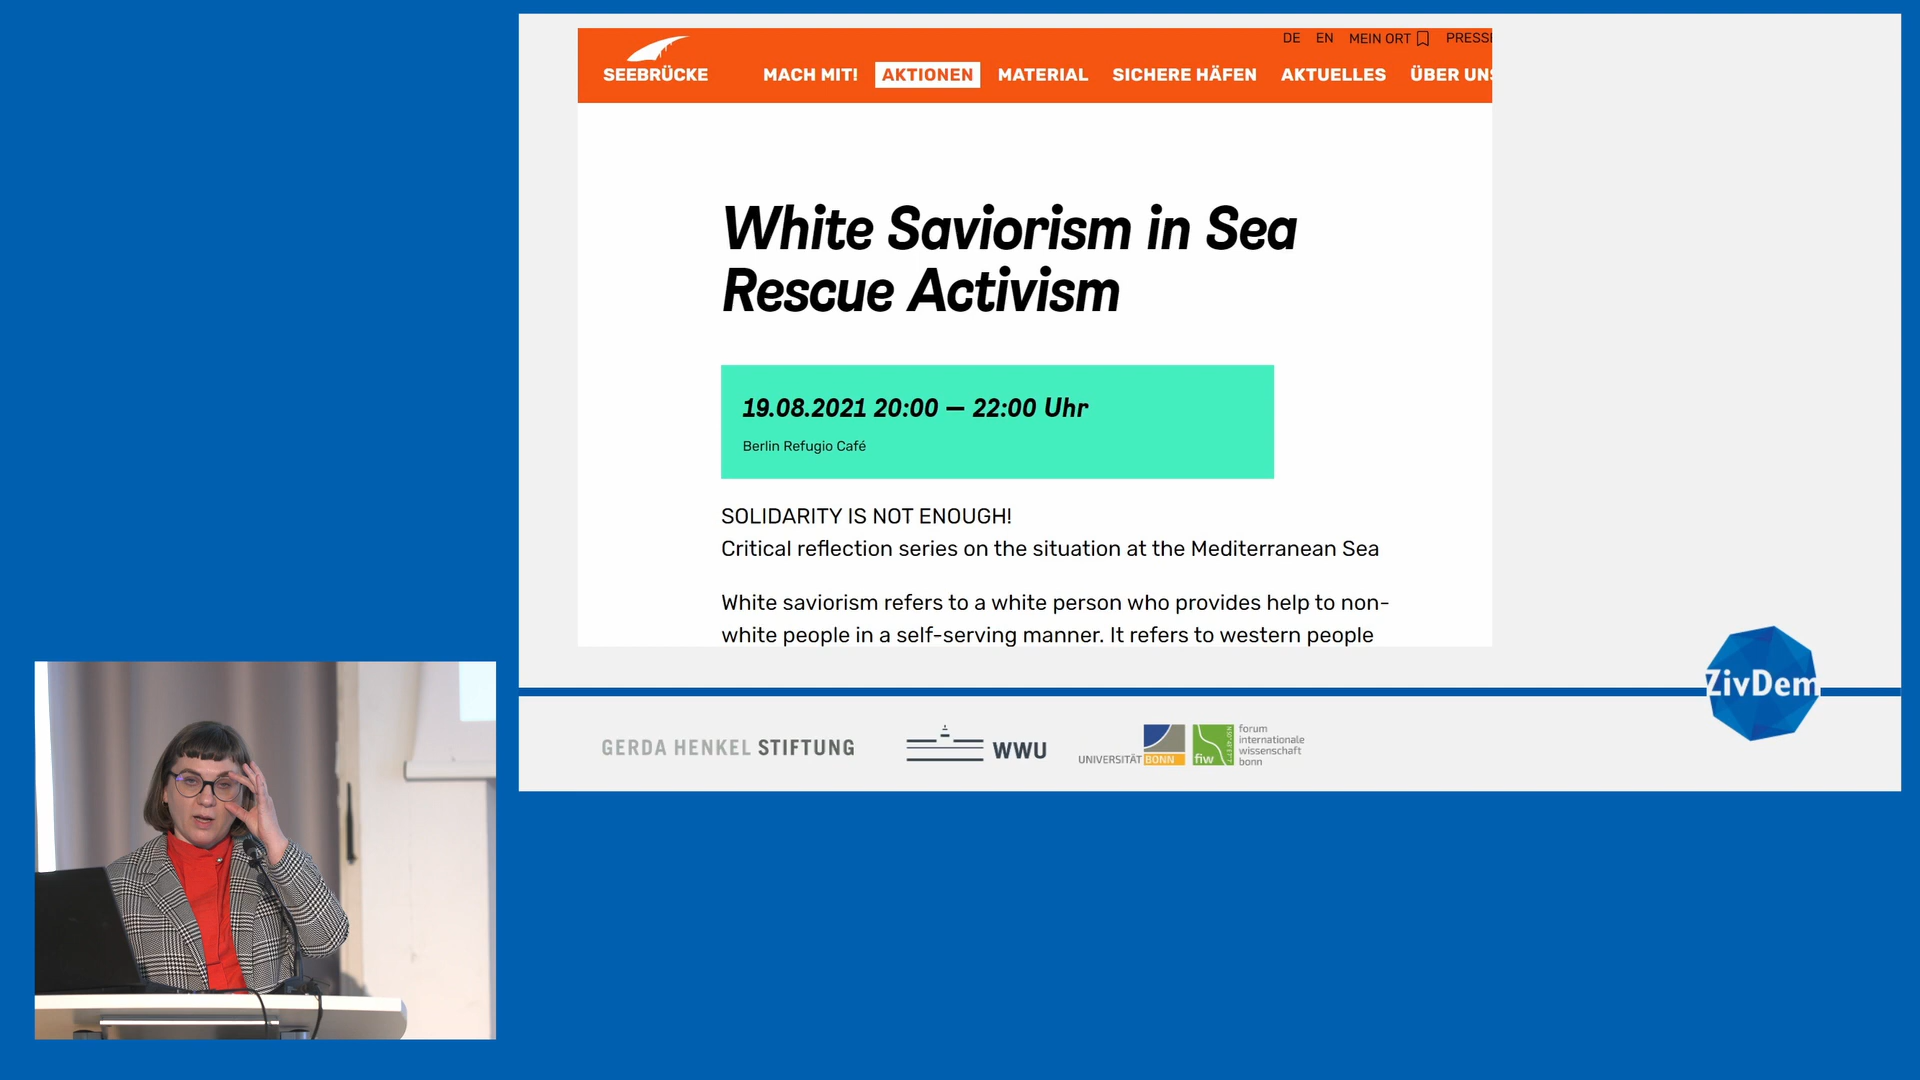 DE EN MEIN ORT PRESSE
SEEBRÜCKE MACH MIT! AKTIONEN MATERIAL SICHERE HÄFEN AKTUELLES ÜBER UNS
White Saviorism in Sea
Rescue Activism
19.08.2021 20:00 — 22:00 Uhr
Berlin Refugio Café
SOLIDARITY IS NOT ENOUGH!
Critical reflection series on the situation at the Mediterranean Sea
White saviorism refers to a white person who provides help to non-
white people in a self-serving manner. It refers to western people
ZivDem
GERDA HENKEL STIFTUNG
WWU
UNIVERSITÄT BONN
fiw
forum
internationale
wissenschaft
bonn